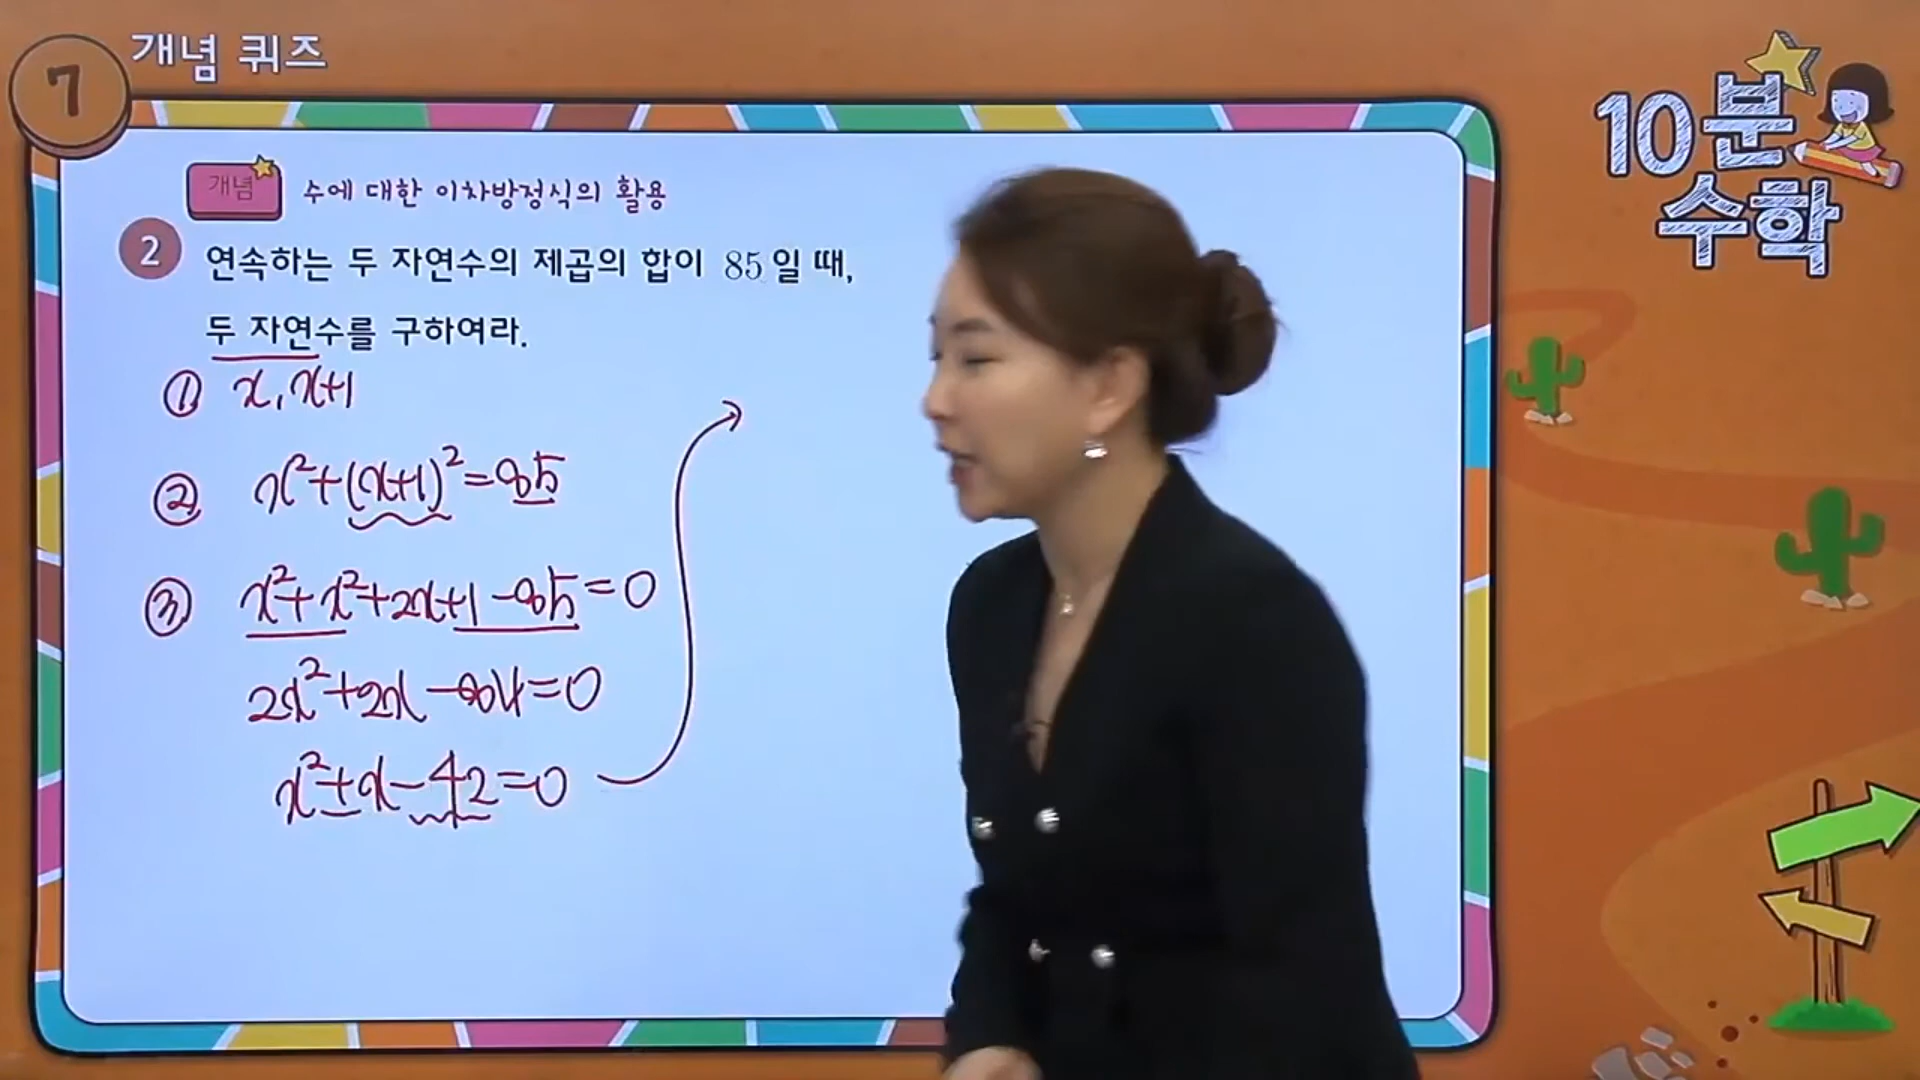 7
개념 퀴즈
10분
수학
개념
수에 대한 이차방정식의 활용
2 연속하는 두 자연수의 제곱의 합이 85일 때,
두 자연수를 구하여라.
① x, x+1
② x²+(x+1)²=85
③ x²+x²+2x+1-85=0
2x²+2x-84=0
x²+x-42=0